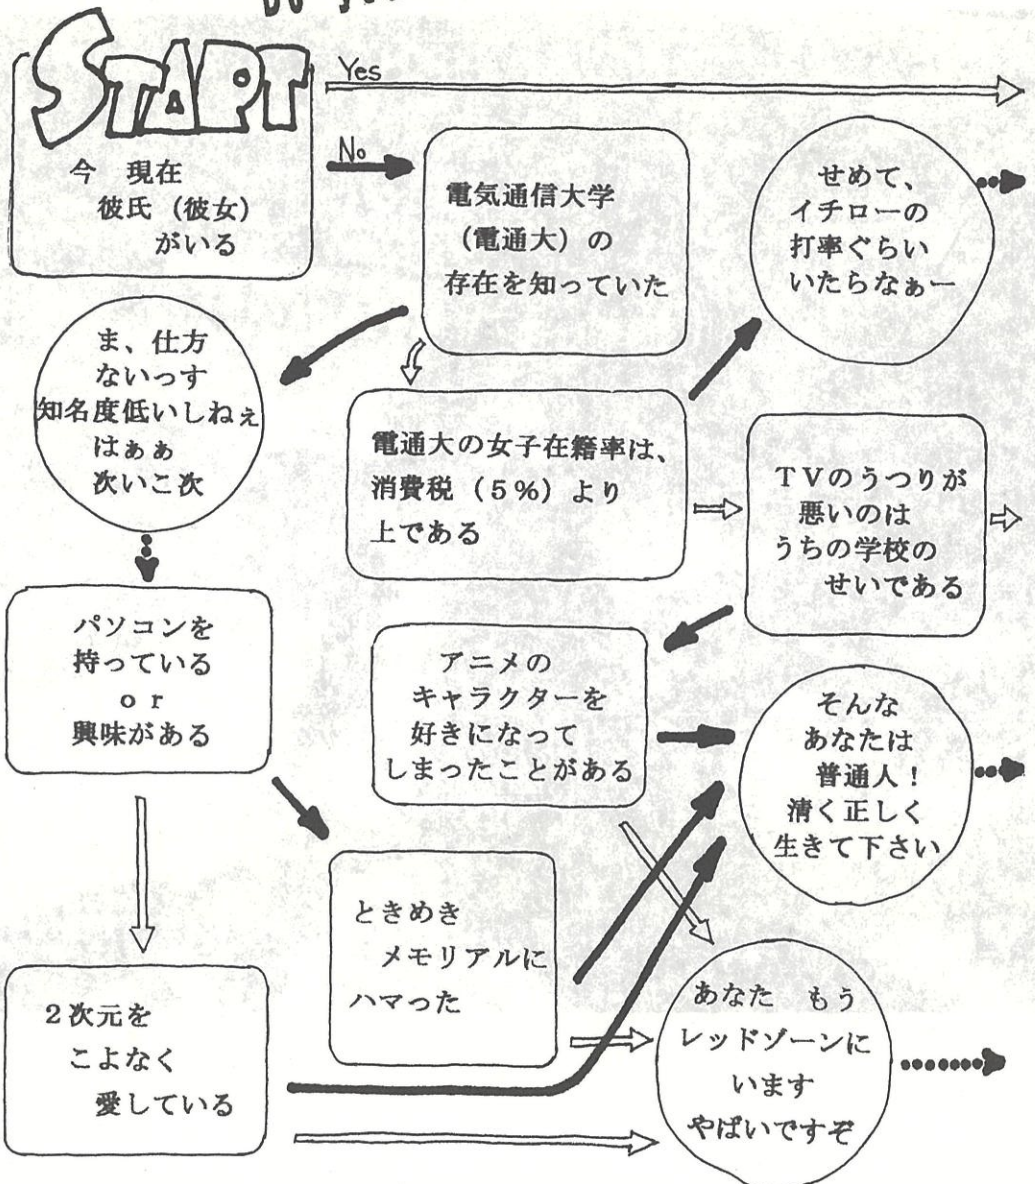 START
今 現在
彼氏（彼女）
がいる
Yes
No
電気通信大学
（電通大）の
存在を知っていた
せめて、
イチローの
打率ぐらい
いたらなぁー
ま、仕方
ないっす
知名度低いしねぇ
はぁぁ
次いこ次
電通大の女子在籍率は、
消費税（５％）より
上である
ＴＶのうつりが
悪いのは
うちの学校の
せいである
パソコンを
持っている
ｏｒ
興味がある
アニメの
キャラクターを
好きになって
しまったことがある
そんな
あなたは
普通人！
清く正しく
生きて下さい
ときめき
メモリアルに
ハマった
２次元を
こよなく
愛している
あなた もう
レッドゾーンに
います
やばいですぞ